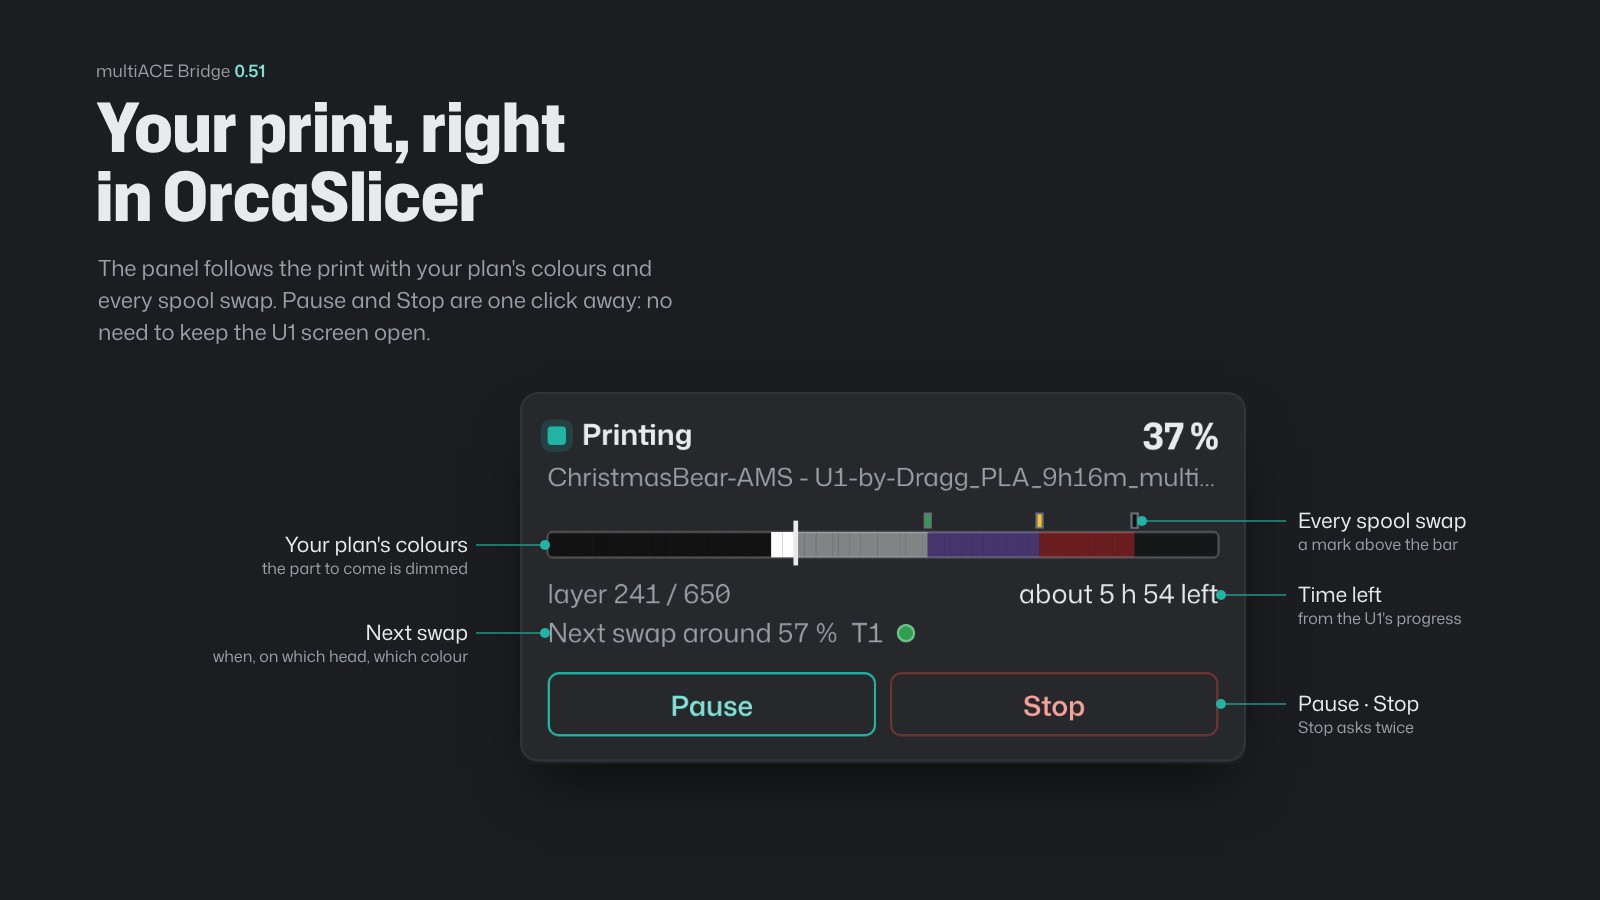 multiACE Bridge 0.51
Your print, right
in OrcaSlicer
The panel follows the print with your plan's colours and
every spool swap. Pause and Stop are one click away: no
need to keep the U1 screen open.
Printing
37 %
ChristmasBear-AMS - U1-by-Dragg_PLA_9h16m_multi...
Your plan's colours
the part to come is dimmed
Every spool swap
a mark above the bar
layer 241 / 650
about 5 h 54 left
Time left
from the U1's progress
Next swap
when, on which head, which colour
Next swap around 57 % T1
Pause
Stop
Pause · Stop
Stop asks twice